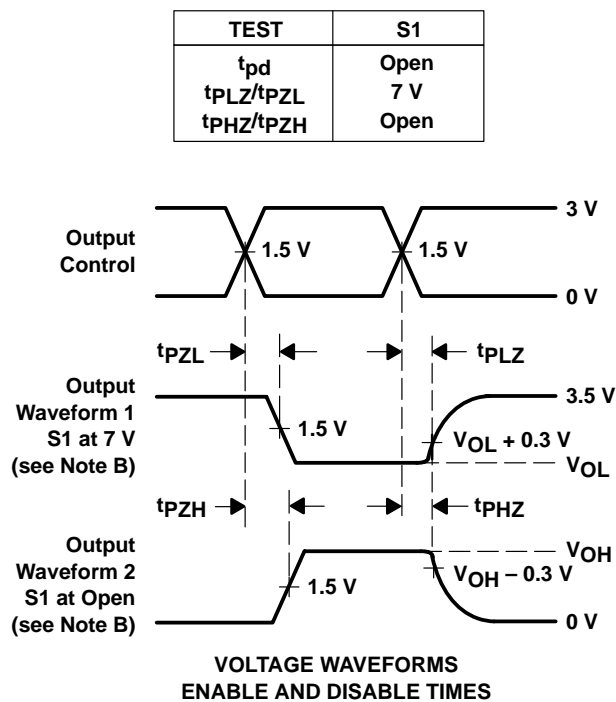 TEST S1
tpd Open
tPLZ/tPZL 7 V
tPHZ/tPZH Open
3 V
Output
Control
1.5 V 1.5 V
0 V
tPZL tPLZ
Output
Waveform 1
S1 at 7 V
(see Note B)
3.5 V
1.5 V
VOL + 0.3 V
VOL
tPZH tPHZ
Output
Waveform 2
S1 at Open
(see Note B)
VOH
VOH – 0.3 V
1.5 V
0 V
VOLTAGE WAVEFORMS
ENABLE AND DISABLE TIMES